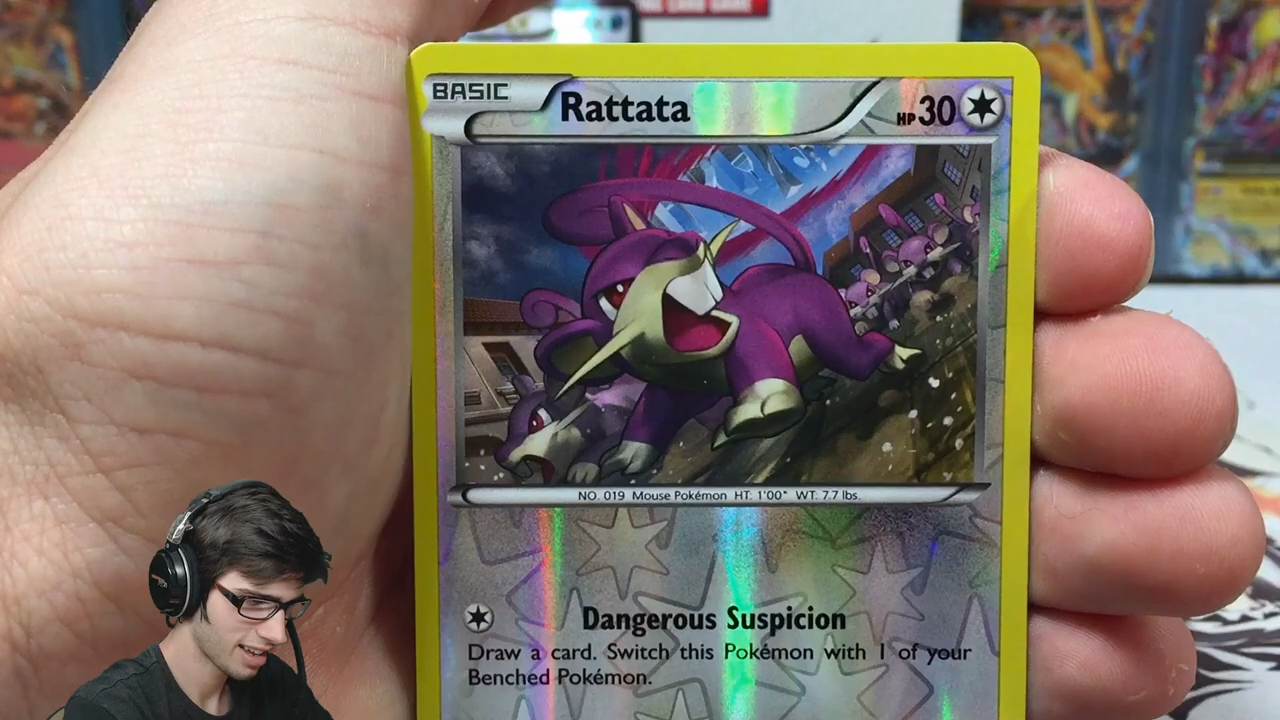 BASIC
Rattata
HP 30
NO. 019 Mouse Pokémon HT: 1'00" WT: 7.7 lbs.
Dangerous Suspicion
Draw a card. Switch this Pokémon with 1 of your
Benched Pokémon.